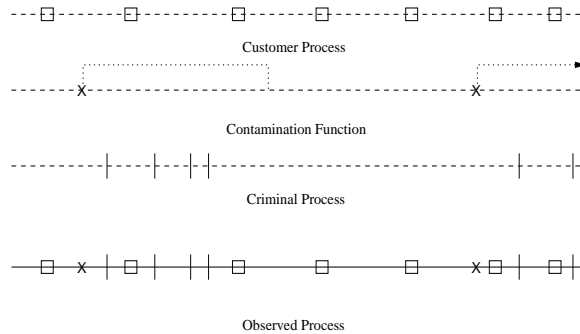 Customer Process
X
X
Contamination Function
Criminal Process
X
X
Observed Process